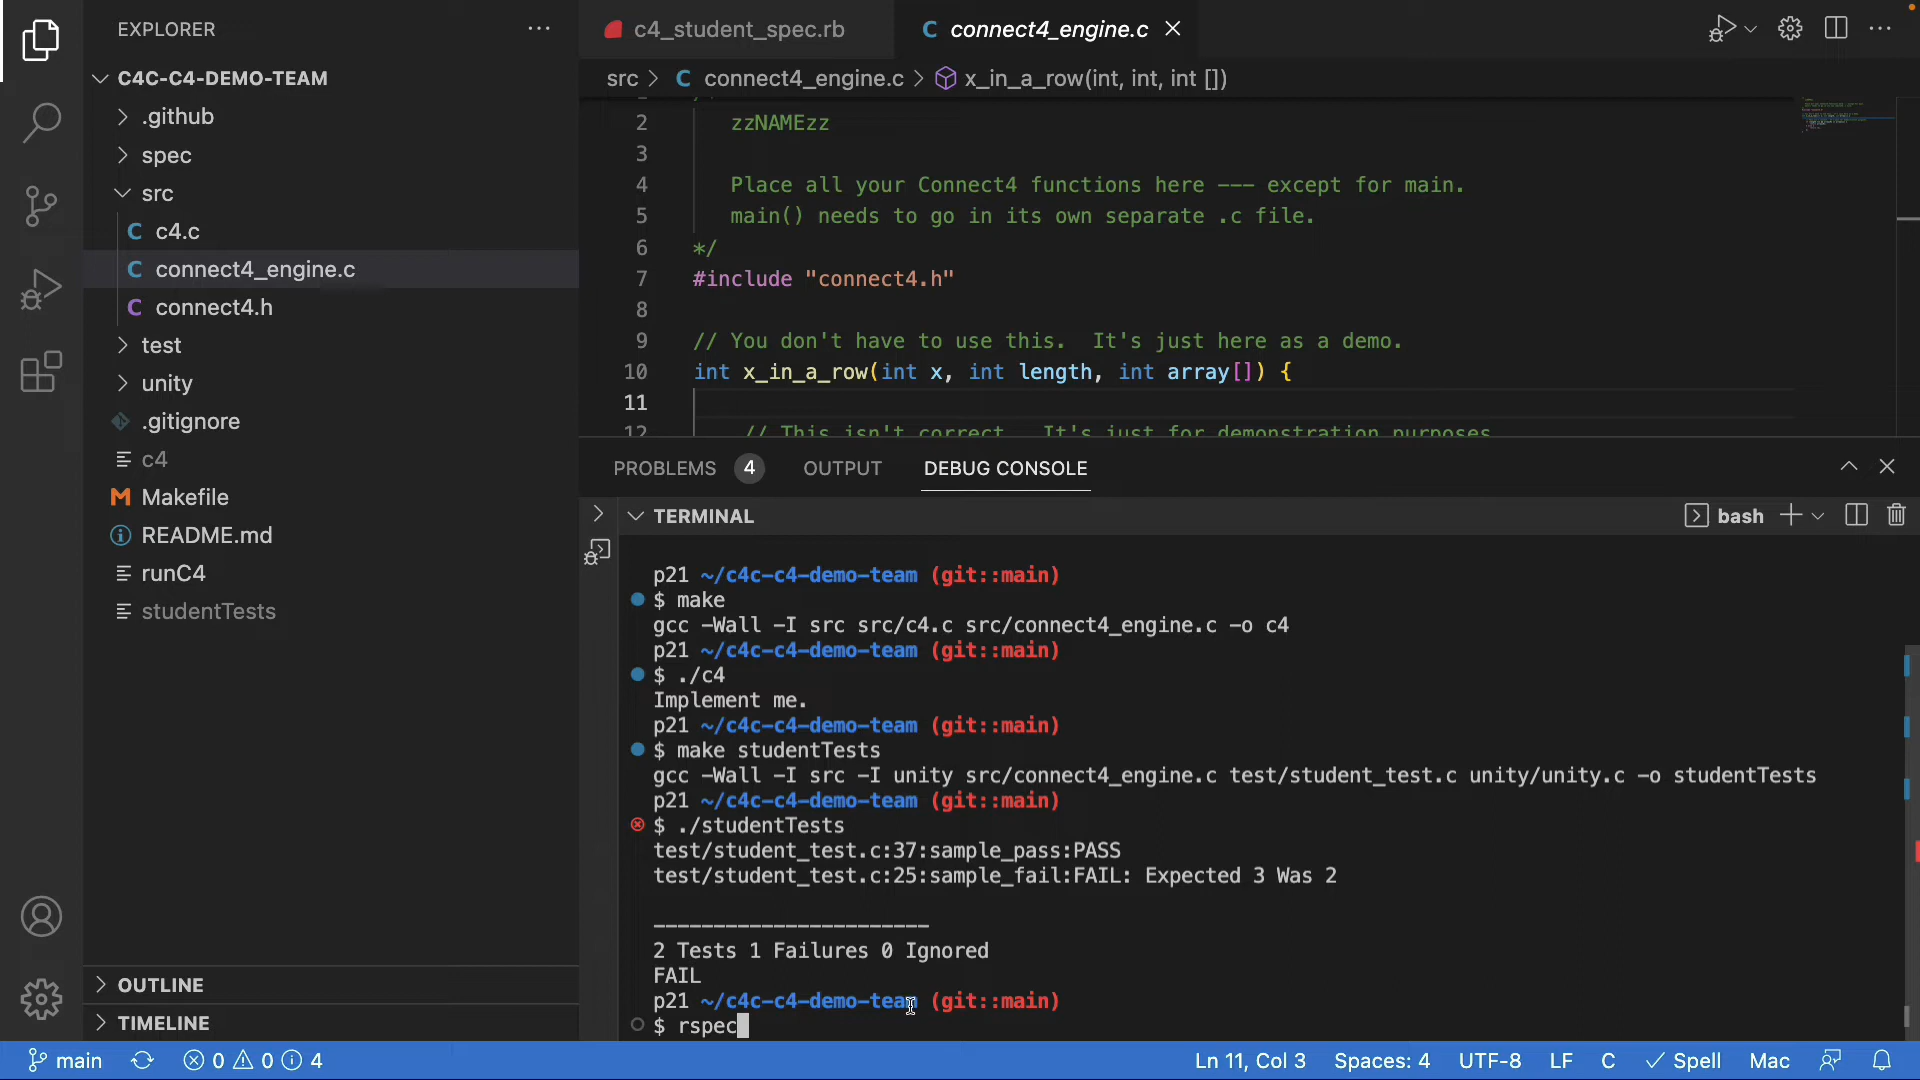 EXPLORER
C4C-C4-DEMO-TEAM
.github
spec
src
C c4.c
C connect4_engine.c
C connect4.h
test
unity
.gitignore
c4
M Makefile
README.md
runC4
studentTests
OUTLINE
TIMELINE
c4_student_spec.rb
C connect4_engine.c
src > C connect4_engine.c > x_in_a_row(int, int, int [])
2 zzNAMEzz
3
4 Place all your Connect4 functions here --- except for main.
5 main() needs to go in its own separate .c file.
6 */
7 #include "connect4.h"
8
9 // You don't have to use this.  It's just here as a demo.
10 int x_in_a_row(int x, int length, int array[]) {
11
12 // This isn't correct.  It's just for demonstration purposes
PROBLEMS 4 OUTPUT DEBUG CONSOLE
TERMINAL
bash
p21 ~/c4c-c4-demo-team (git::main)
$ make
gcc -Wall -I src src/c4.c src/connect4_engine.c -o c4
p21 ~/c4c-c4-demo-team (git::main)
$ ./c4
Implement me.
p21 ~/c4c-c4-demo-team (git::main)
$ make studentTests
gcc -Wall -I src -I unity src/connect4_engine.c test/student_test.c unity/unity.c -o studentTests
p21 ~/c4c-c4-demo-team (git::main)
$ ./studentTests
test/student_test.c:37:sample_pass:PASS
test/student_test.c:25:sample_fail:FAIL: Expected 3 Was 2
-----------------------
2 Tests 1 Failures 0 Ignored
FAIL
p21 ~/c4c-c4-demo-team (git::main)
$ rspec
main 0 0 4 Ln 11, Col 3 Spaces: 4 UTF-8 LF C Spell Mac